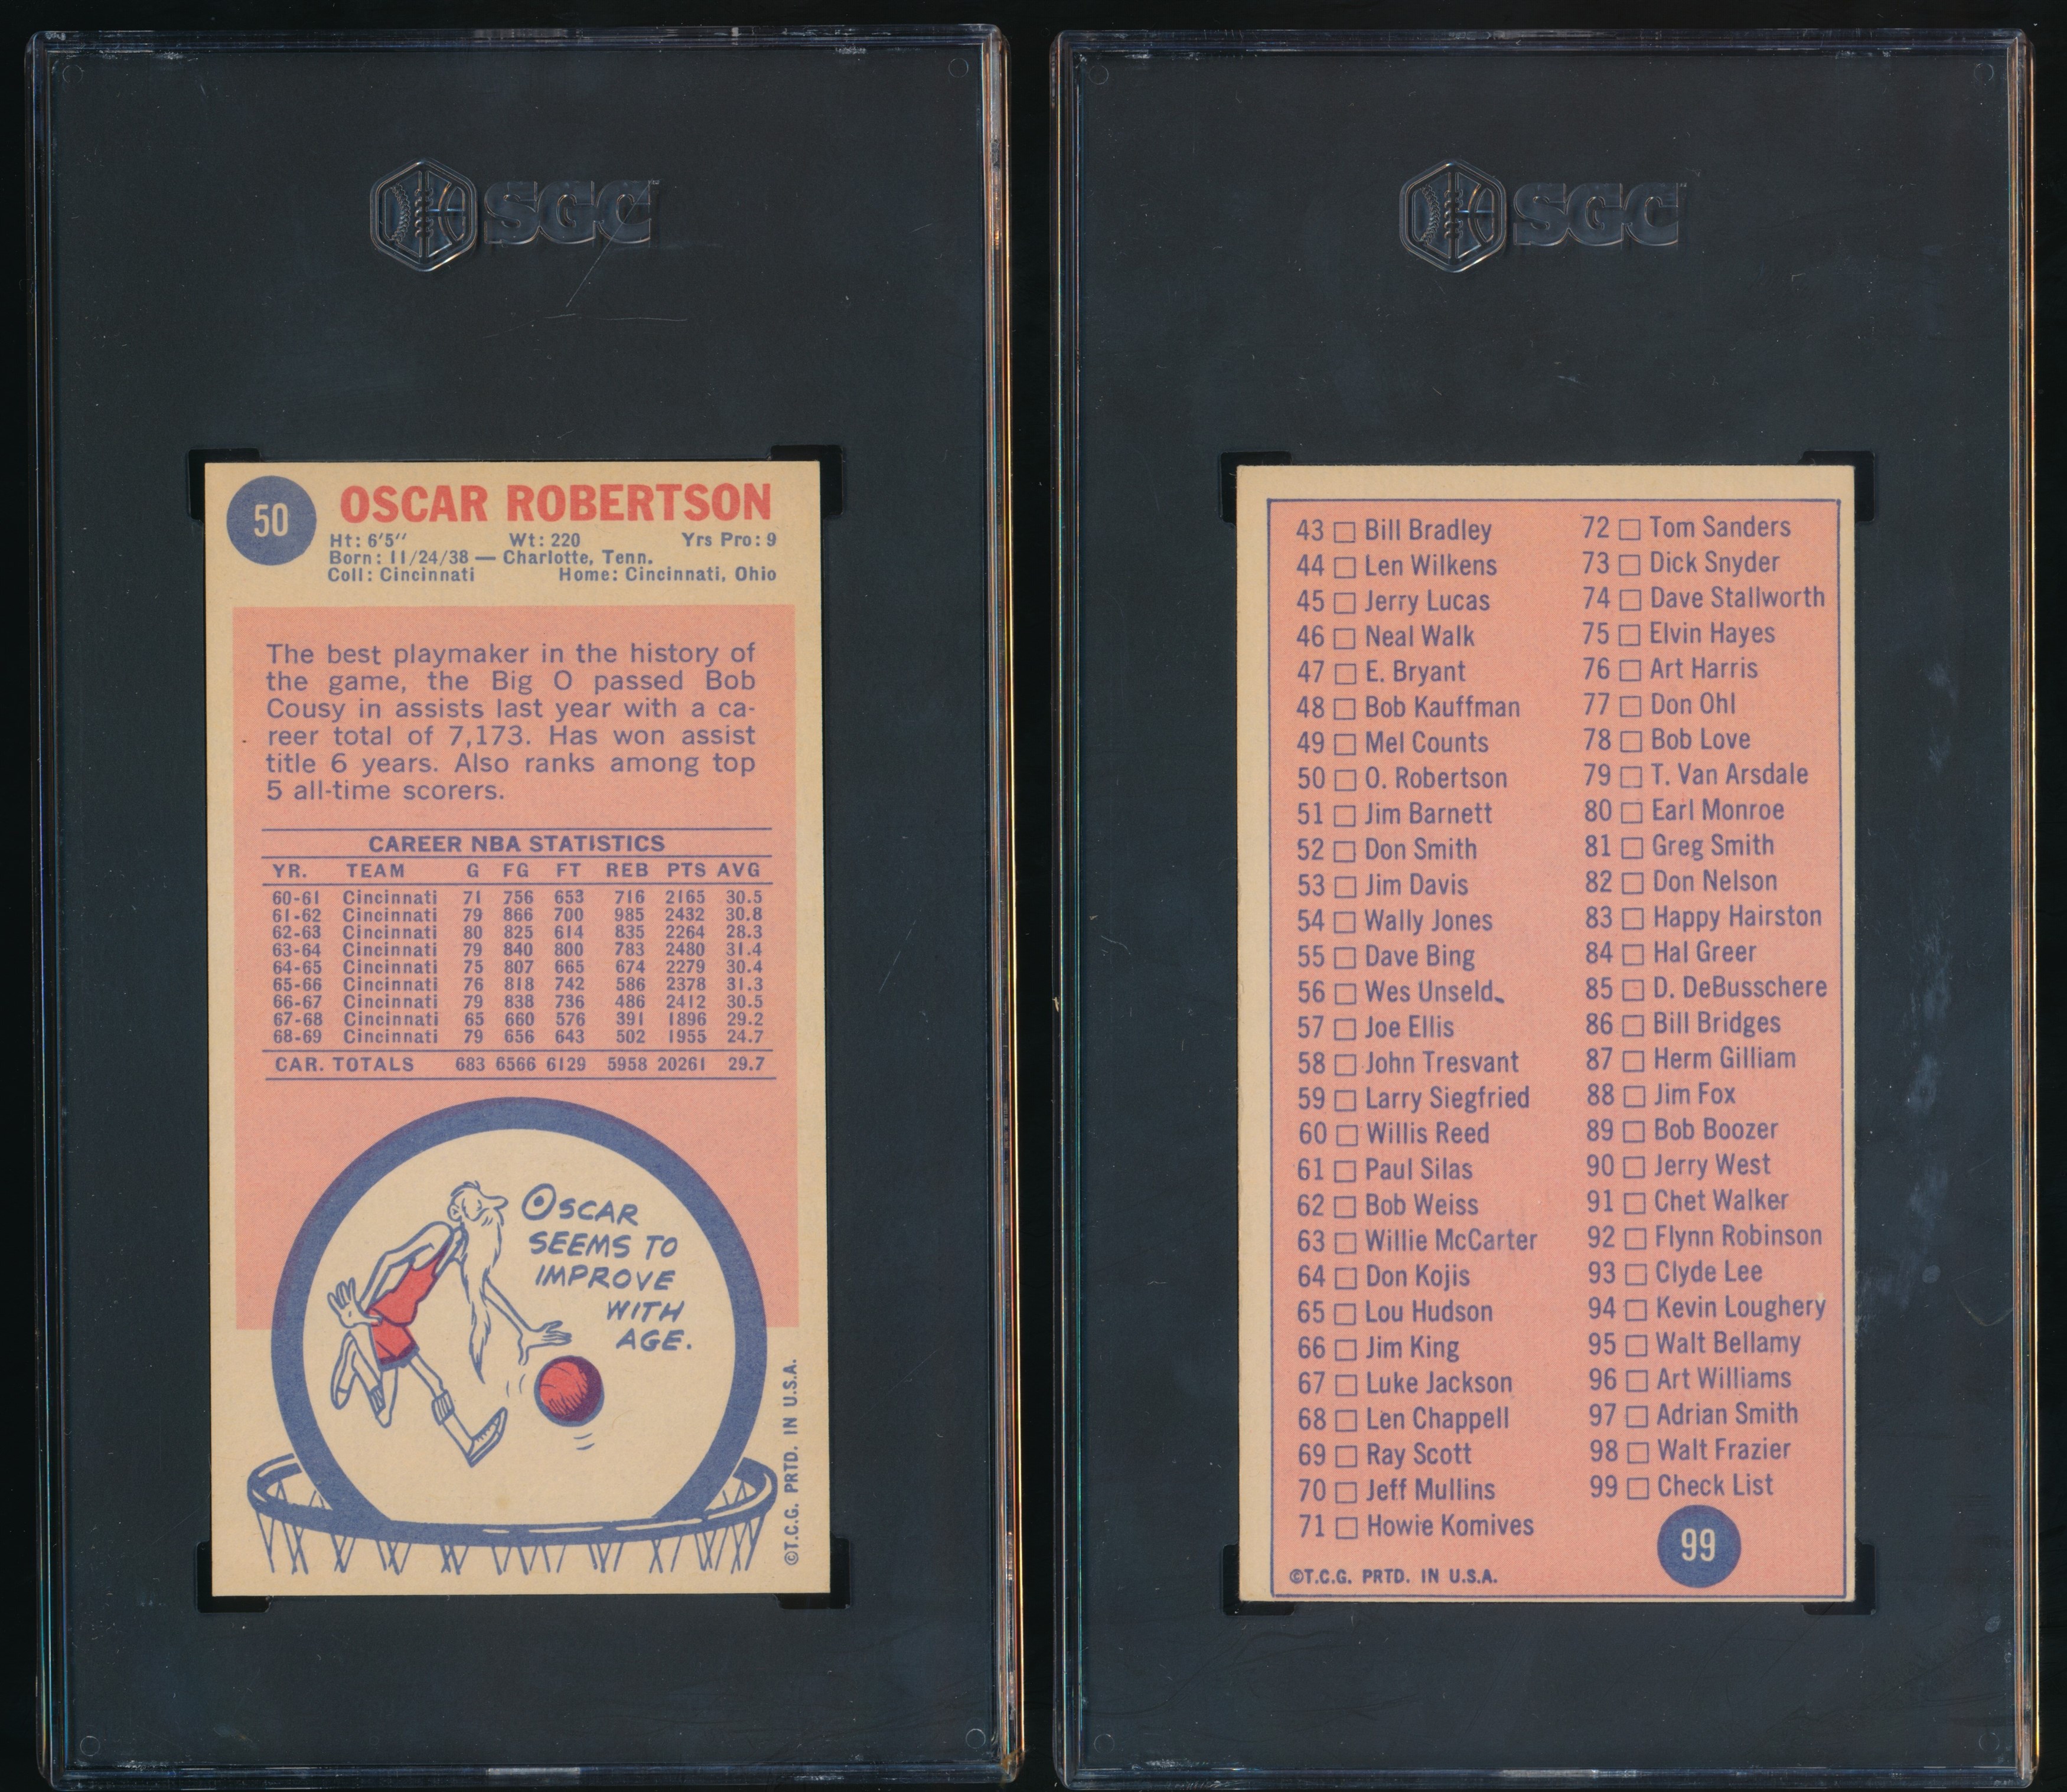 SGC
50
OSCAR ROBERTSON
Ht: 6'5" Wt: 220 Yrs Pro: 9
Born: 11/24/38 — Charlotte, Tenn.
Coll: Cincinnati Home: Cincinnati, Ohio
The best playmaker in the history of
the game, the Big O passed Bob
Cousy in assists last year with a ca-
reer total of 7,173. Has won assist
title 6 years. Also ranks among top
5 all-time scorers.
CAREER NBA STATISTICS
YR. TEAM G FG FT REB PTS AVG
60-61 Cincinnati 71 756 653 716 2165 30.5
61-62 Cincinnati 79 866 700 985 2432 30.8
62-63 Cincinnati 80 825 614 835 2264 28.3
63-64 Cincinnati 79 840 800 783 2480 31.4
64-65 Cincinnati 75 807 665 674 2279 30.4
65-66 Cincinnati 76 818 742 586 2378 31.3
66-67 Cincinnati 79 838 736 486 2412 30.5
67-68 Cincinnati 65 660 576 391 1896 29.2
68-69 Cincinnati 79 656 643 502 1955 24.7
CAR. TOTALS 683 6566 6129 5958 20261 29.7
OSCAR
SEEMS TO
IMPROVE
WITH
AGE.
©T.C.G. PRTD. IN U.S.A.
SGC
43 Bill Bradley
44 Len Wilkens
45 Jerry Lucas
46 Neal Walk
47 E. Bryant
48 Bob Kauffman
49 Mel Counts
50 O. Robertson
51 Jim Barnett
52 Don Smith
53 Jim Davis
54 Wally Jones
55 Dave Bing
56 Wes Unseld
57 Joe Ellis
58 John Tresvant
59 Larry Siegfried
60 Willis Reed
61 Paul Silas
62 Bob Weiss
63 Willie McCarter
64 Don Kojis
65 Lou Hudson
66 Jim King
67 Luke Jackson
68 Len Chappell
69 Ray Scott
70 Jeff Mullins
71 Howie Komives
72 Tom Sanders
73 Dick Snyder
74 Dave Stallworth
75 Elvin Hayes
76 Art Harris
77 Don Ohl
78 Bob Love
79 T. Van Arsdale
80 Earl Monroe
81 Greg Smith
82 Don Nelson
83 Happy Hairston
84 Hal Greer
85 D. DeBusschere
86 Bill Bridges
87 Herm Gilliam
88 Jim Fox
89 Bob Boozer
90 Jerry West
91 Chet Walker
92 Flynn Robinson
93 Clyde Lee
94 Kevin Loughery
95 Walt Bellamy
96 Art Williams
97 Adrian Smith
98 Walt Frazier
99 Check List
99
©T.C.G. PRTD. IN U.S.A.